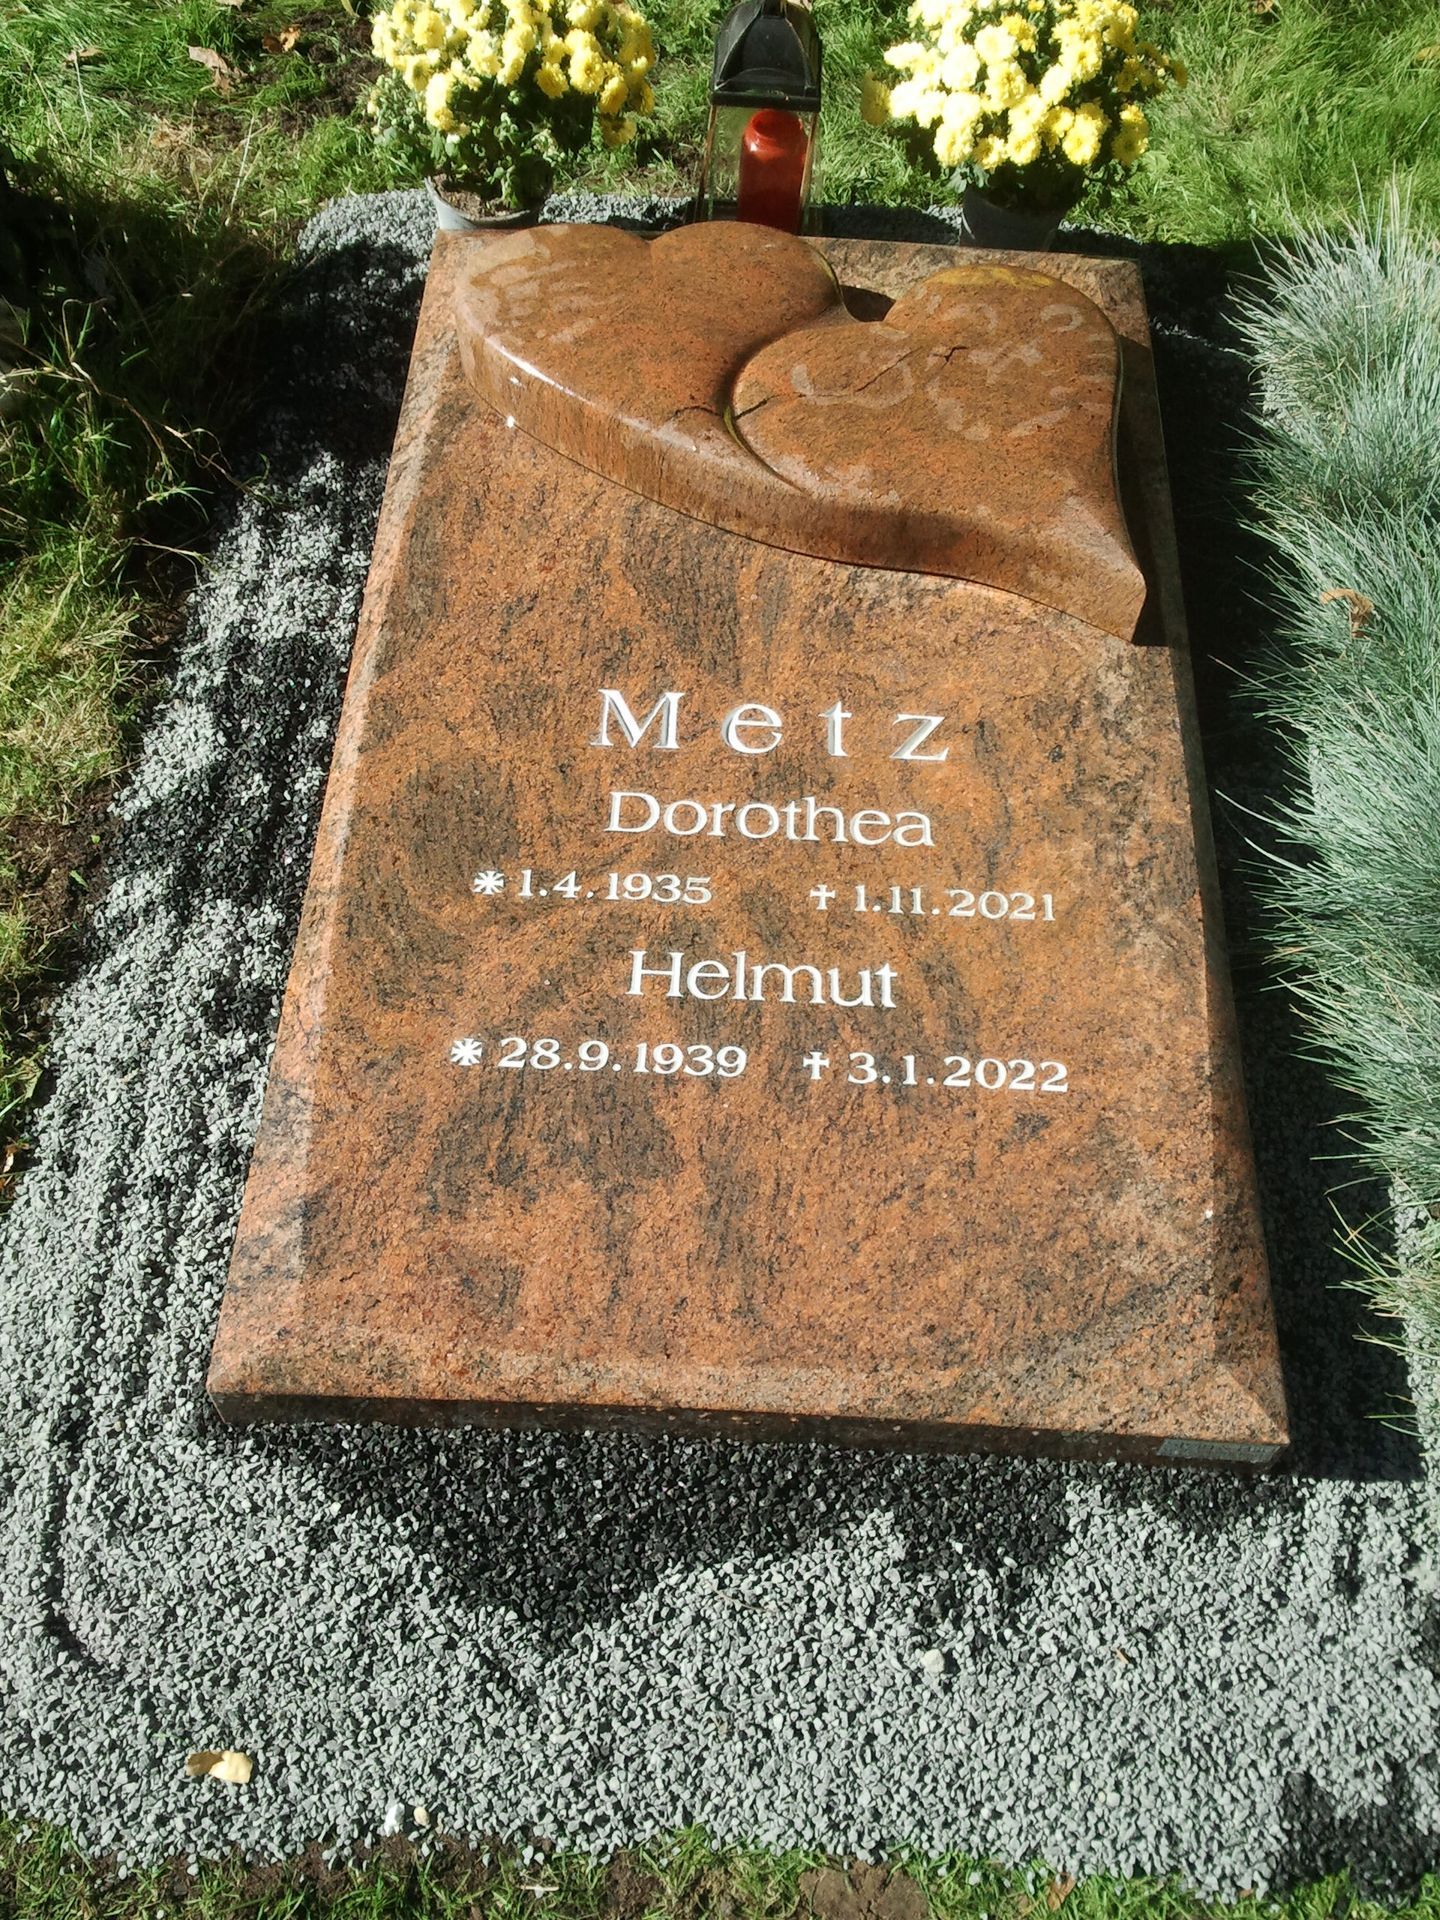 Metz
Dorothea
* 1.4.1935 † 1.11.2021
Helmut
* 28.9.1939 † 3.1.2022